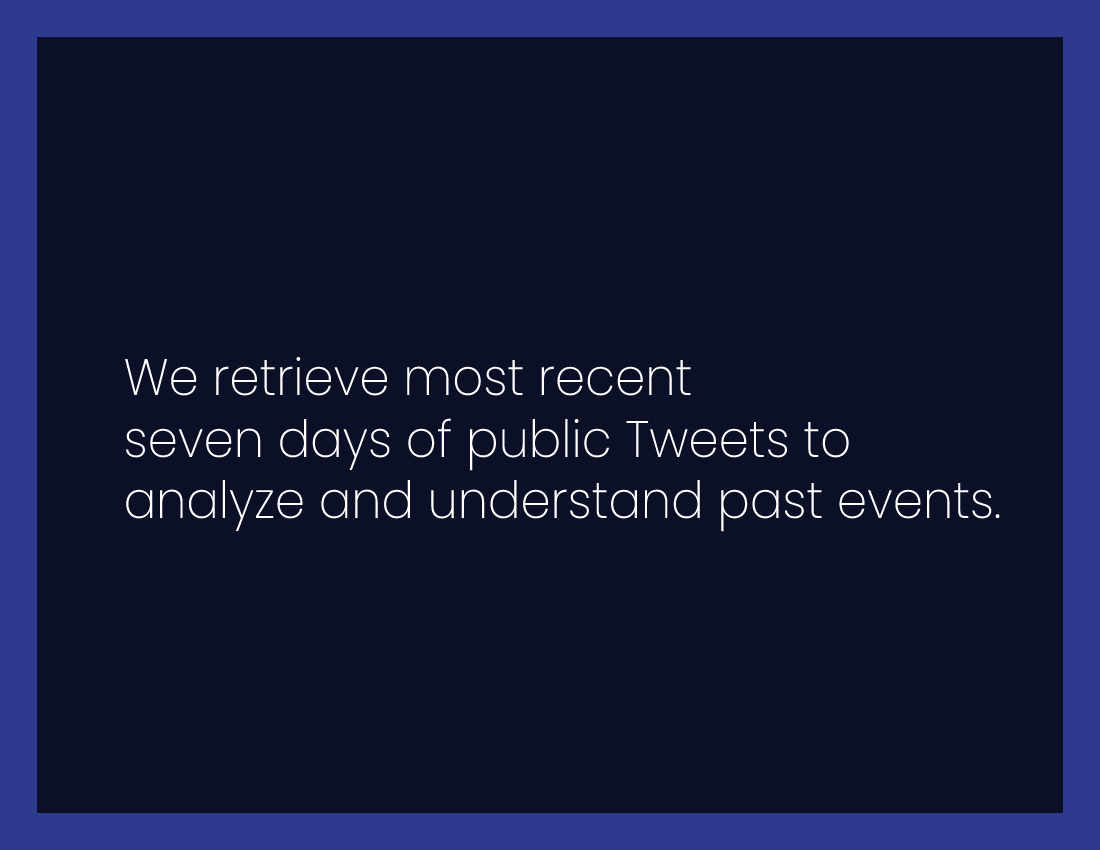 We retrieve most recent
seven days of public Tweets to
analyze and understand past events.